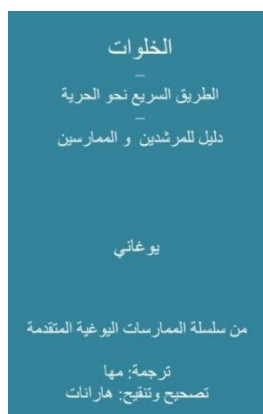 الخلوات
–
الطريق السريع نحو الحرية
–
دليل للمرشدين و الممارسين
يوغاني
من سلسلة الممارسات اليوغية المتقدمة
ترجمة: مها
تصحيح وتنقيح: هارانات